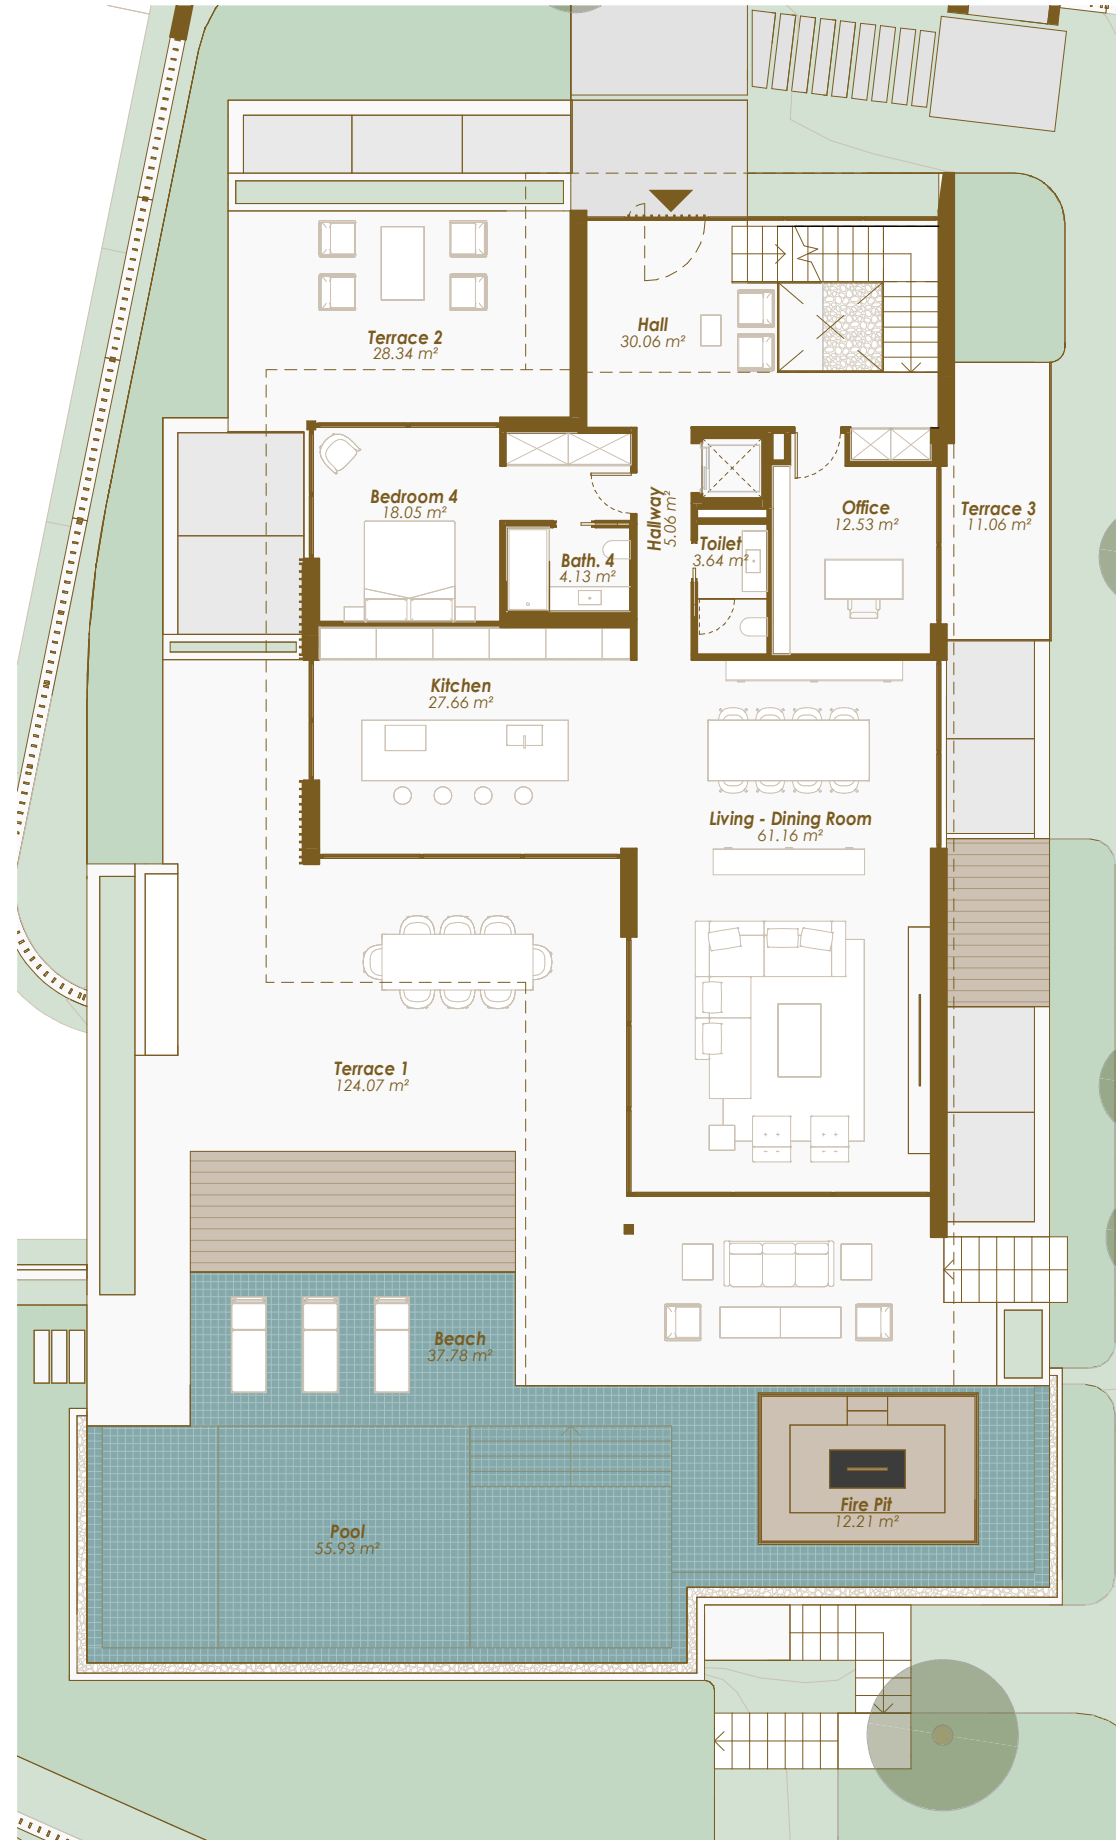 Terrace 2
28.34 m²
Hall
30.06 m²
Bedroom 4
18.05 m²
Hallway
5.06 m²
Office
12.53 m²
Terrace 3
11.06 m²
Toilet
3.64 m²
Bath. 4
4.13 m²
Kitchen
27.66 m²
Living - Dining Room
61.16 m²
Terrace 1
124.07 m²
Beach
37.78 m²
Fire Pit
12.21 m²
Pool
55.93 m²